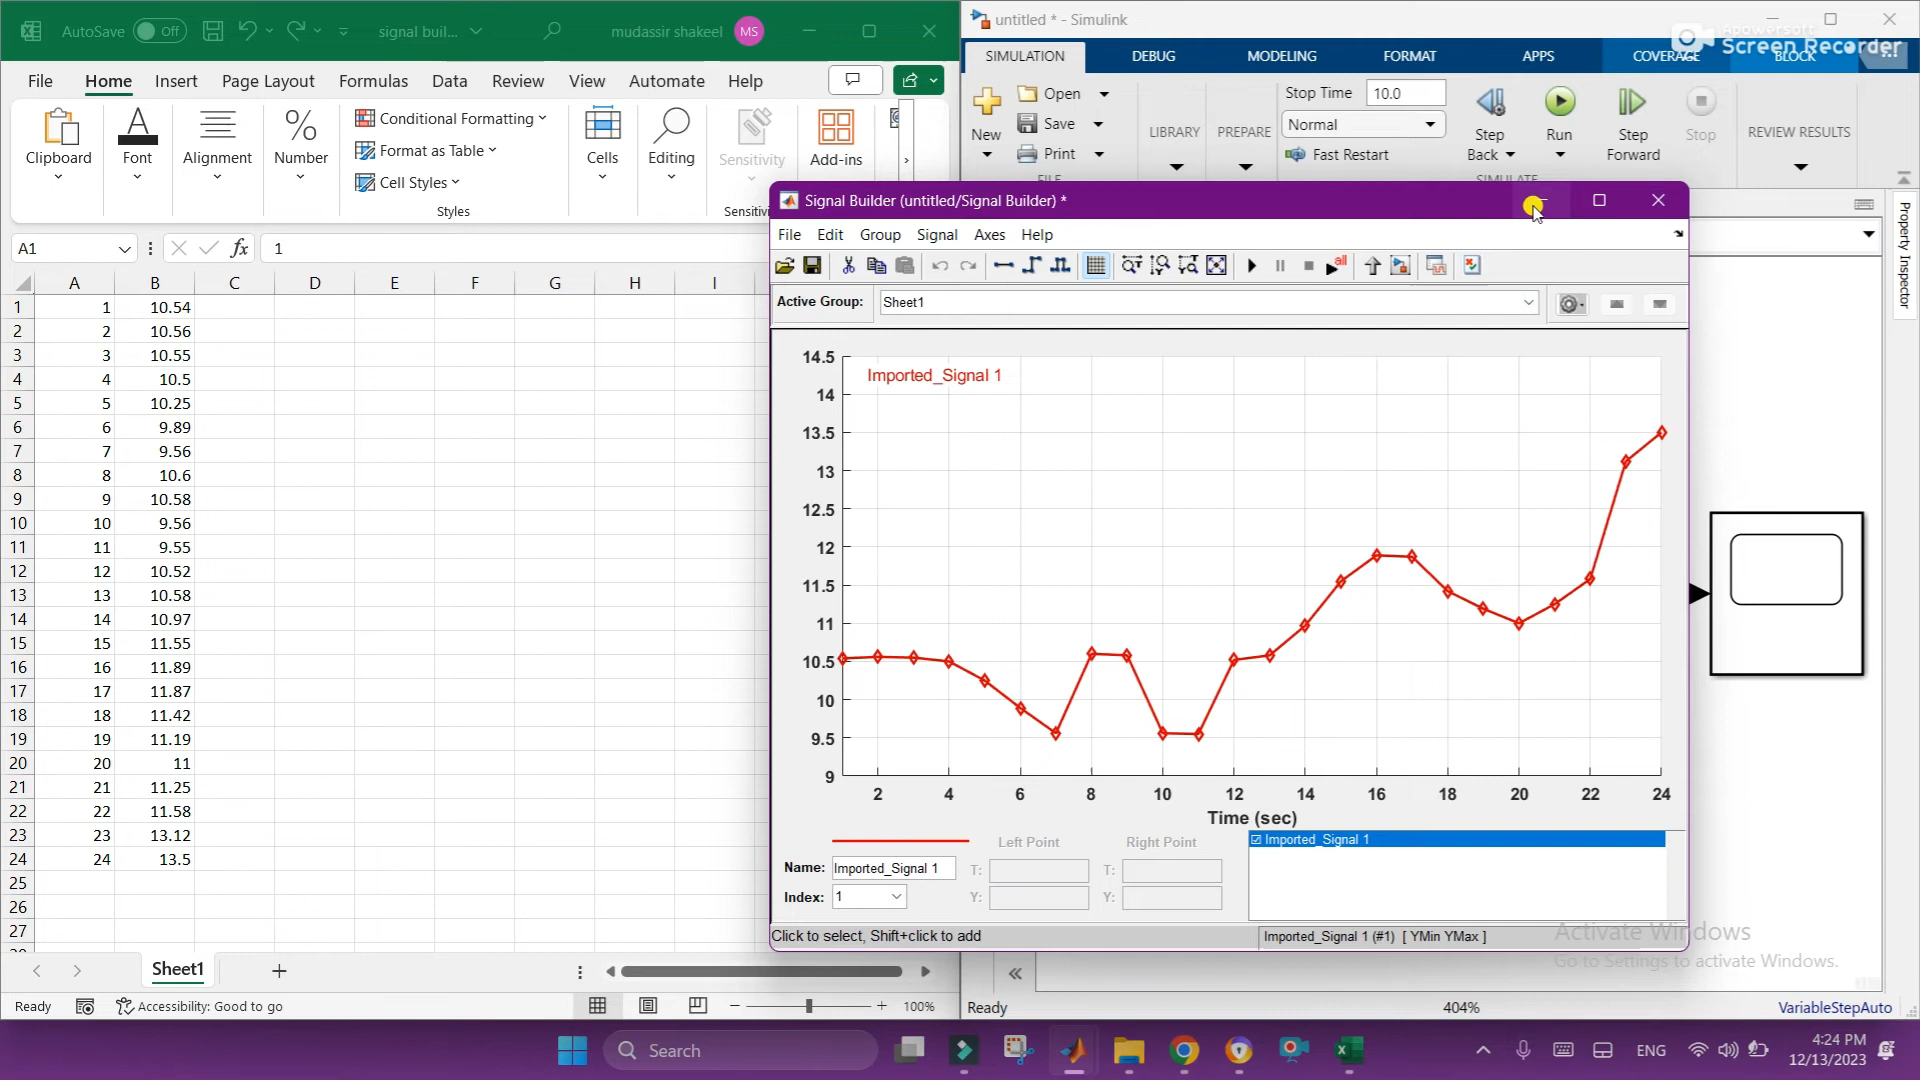 AutoSave Off signal buil... mudassir shakeel MS
File Home Insert Page Layout Formulas Data Review View Automate Help
Clipboard Font Alignment Number
Conditional Formatting
Format as Table
Cell Styles
Styles
Cells Editing Sensitivity Add-ins
Sensitivi
A1 fx 1
A B C D E F G H I
1 1 10.54
2 2 10.56
3 3 10.55
4 4 10.5
5 5 10.25
6 6 9.89
7 7 9.56
8 8 10.6
9 9 10.58
10 10 9.56
11 11 9.55
12 12 10.52
13 13 10.58
14 14 10.97
15 15 11.55
16 16 11.89
17 17 11.87
18 18 11.42
19 19 11.19
20 20 11
21 21 11.25
22 22 11.58
23 23 13.12
24 24 13.5
25
26
27
Sheet1
Ready Accessibility: Good to go 100%
untitled * - Simulink
Apowersoft
Screen Recorder
SIMULATION DEBUG MODELING FORMAT APPS COVERAGE BLOCK
New
Open
Save
Print
FILE
LIBRARY
PREPARE
Stop Time 10.0
Normal
Fast Restart
Step Back
Run
Step Forward
Stop
SIMULATE
REVIEW RESULTS
Property Inspector
Signal Builder (untitled/Signal Builder) *
File Edit Group Signal Axes Help
all
Active Group: Sheet1
Imported_Signal 1
14.5
14
13.5
13
12.5
12
11.5
11
10.5
10
9.5
9
2 4 6 8 10 12 14 16 18 20 22 24
Time (sec)
Left Point Right Point
Name: Imported_Signal 1 T: T:
Index: 1 Y: Y:
Imported_Signal 1
Click to select, Shift+click to add
Imported_Signal 1 (#1) [ YMin YMax ]
Activate Windows
Go to Settings to activate Windows.
Ready 404% VariableStepAuto
Search
ENG
4:24 PM
12/13/2023